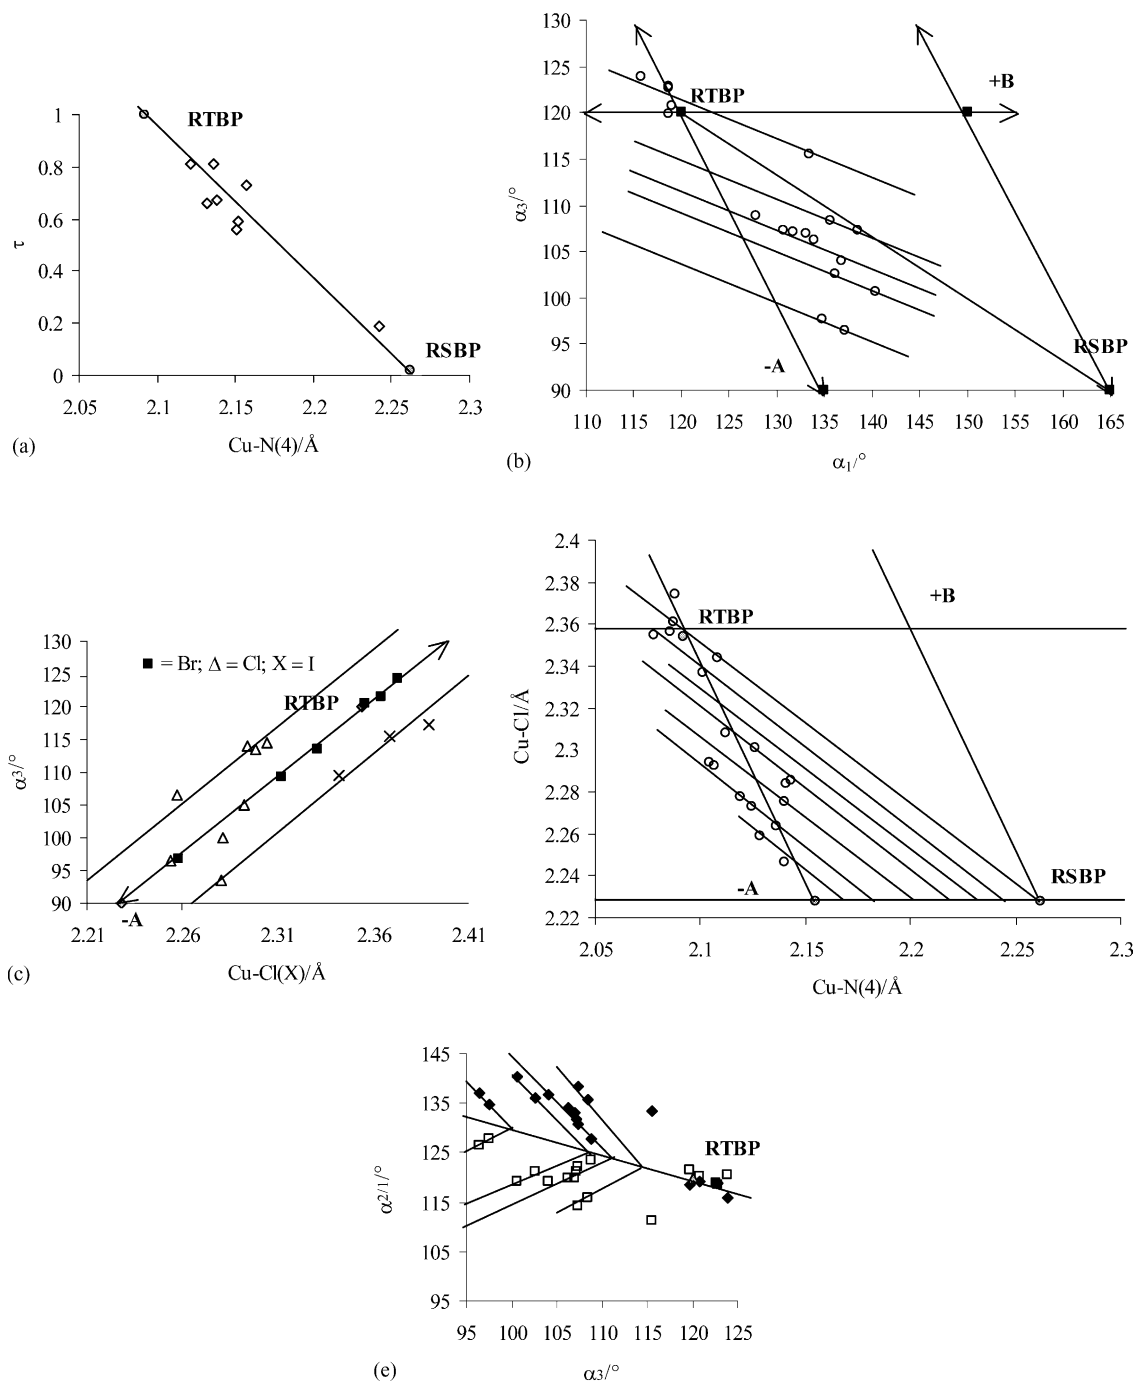 1
0.8
0.6
0.4
0.2
0
τ
RTBP
RSBP
2.05 2.1 2.15 2.2 2.25 2.3
(a)
Cu-N(4)/Å
130
125
120
115
110
105
100
95
90
α3/°
+B
RTBP
RSBP
-A
110 115 120 125 130 135 140 145 150 155 160 165
(b)
α1/°
130
125
120
115
110
105
100
95
90
α3/°
■ = Br; Δ = Cl; X = I
RTBP
-A
2.21 2.26 2.31 2.36 2.41
(c)
Cu-Cl(X)/Å
2.4
2.38
2.36
2.34
2.32
2.3
2.28
2.26
2.24
2.22
Cu-Cl/Å
+B
RTBP
RSBP
-A
2.05 2.1 2.15 2.2 2.25 2.3
Cu-N(4)/Å
145
135
125
115
105
95
α2/1/°
RTBP
95 100 105 110 115 120 125
(e)
α3/°